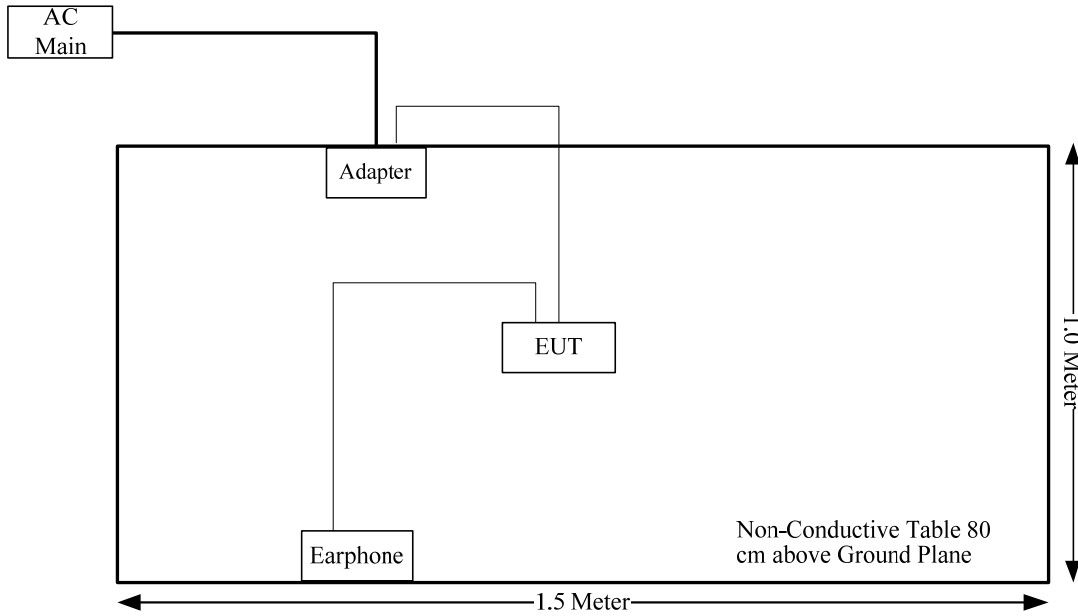 AC
Main
Adapter
EUT
1.0 Meter
Non-Conductive Table 80
cm above Ground Plane
Earphone
1.5 Meter